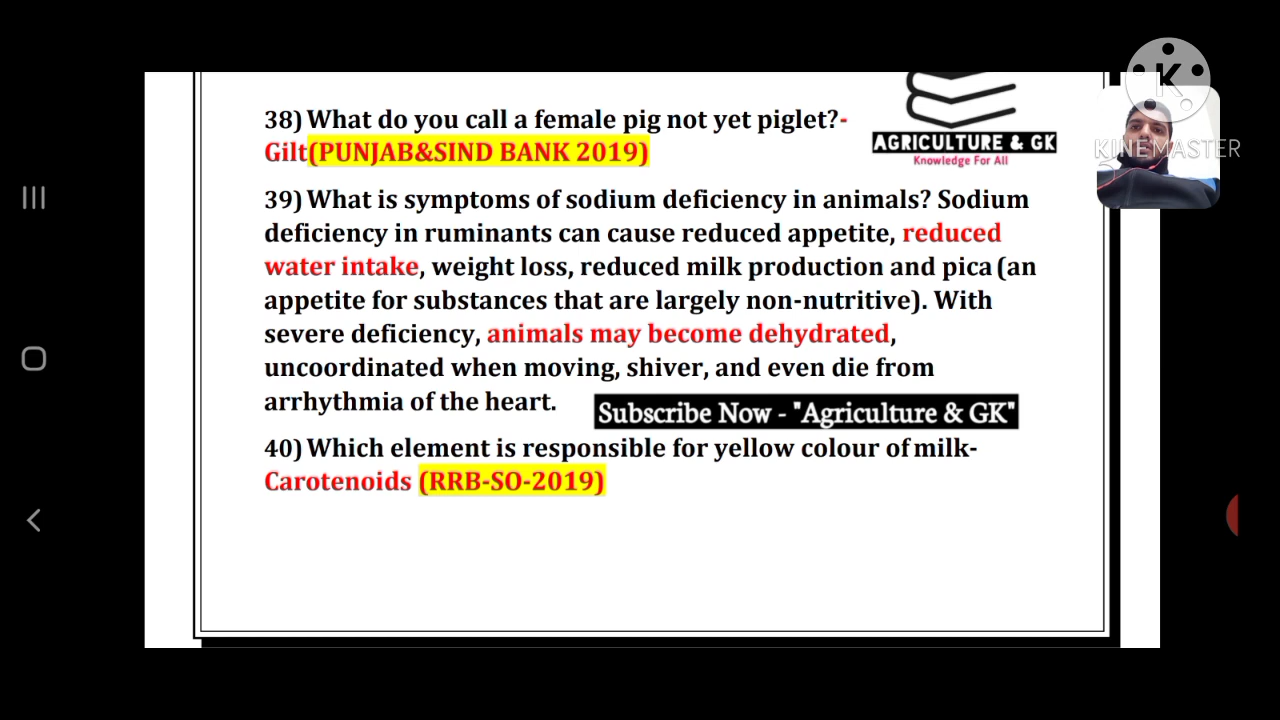 38) What do you call a female pig not yet piglet?-
Gilt(PUNJAB&SIND BANK 2019)
AGRICULTURE & GK
Knowledge For All
K
KINEMASTER
39) What is symptoms of sodium deficiency in animals? Sodium
deficiency in ruminants can cause reduced appetite, reduced
water intake, weight loss, reduced milk production and pica (an
appetite for substances that are largely non-nutritive). With
severe deficiency, animals may become dehydrated,
uncoordinated when moving, shiver, and even die from
arrhythmia of the heart.
Subscribe Now - "Agriculture & GK"
40) Which element is responsible for yellow colour of milk-
Carotenoids (RRB-SO-2019)